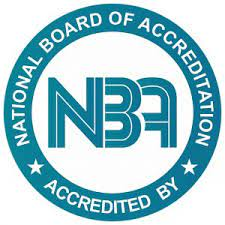 NATIONAL BOARD OF ACCREDITATION
NBA
ACCREDITED BY